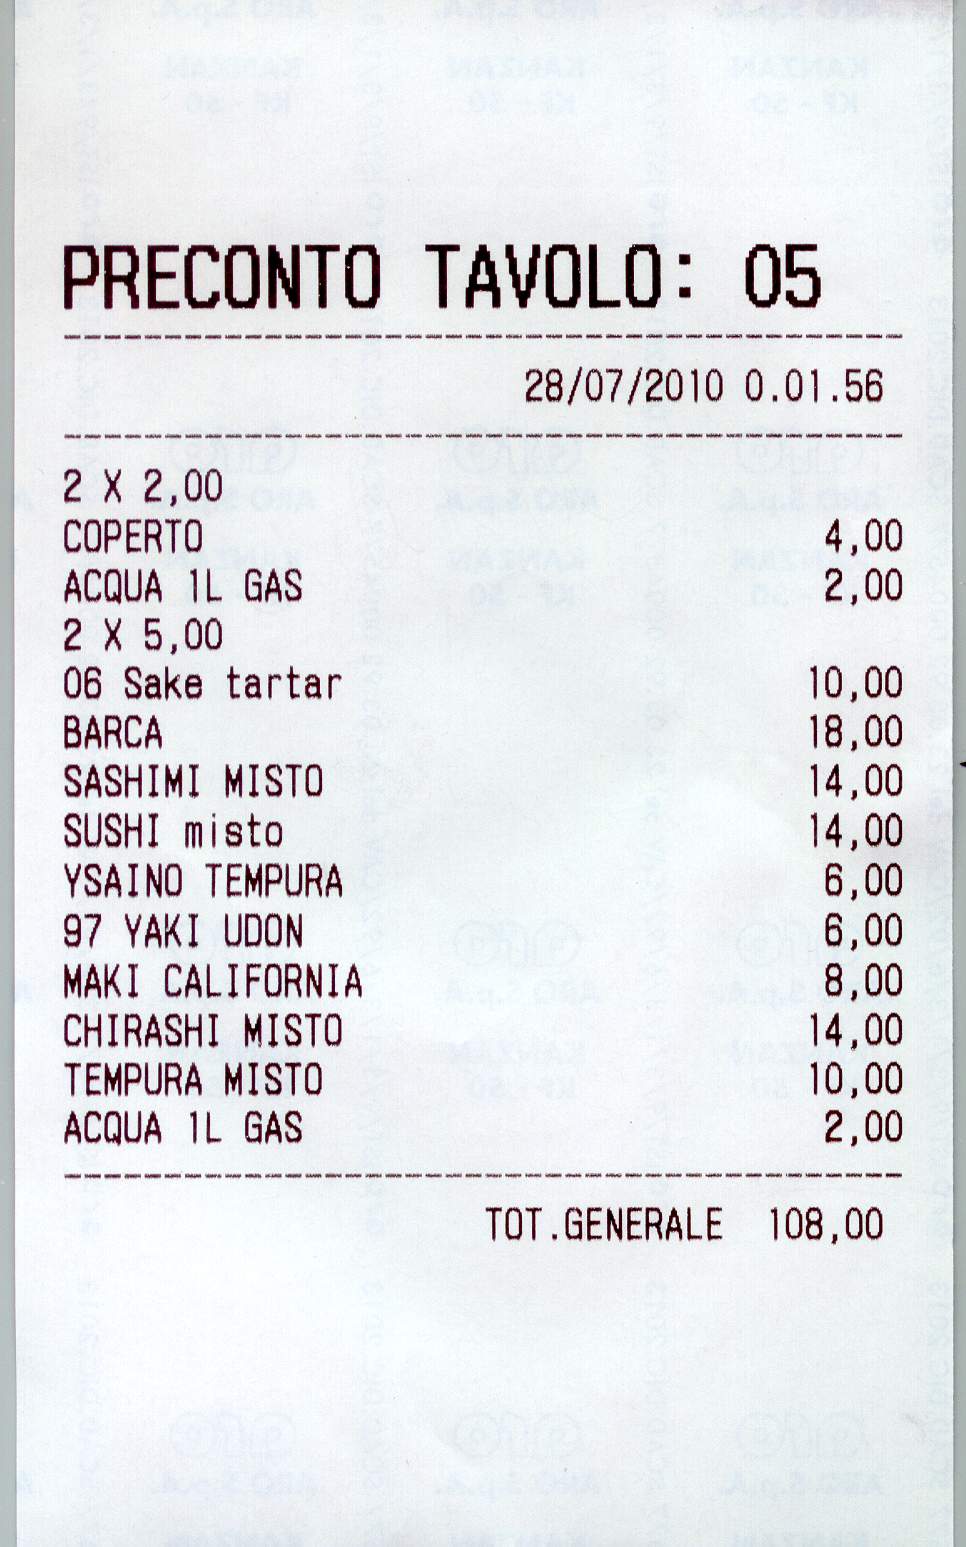 PRECONTO TAVOLO: 05
28/07/2010 0.01.56
2 X 2,00
COPERTO 4,00
ACQUA 1L GAS 2,00
2 X 5,00
06 Sake tartar 10,00
BARCA 18,00
SASHIMI MISTO 14,00
SUSHI misto 14,00
YSAINO TEMPURA 6,00
97 YAKI UDON 6,00
MAKI CALIFORNIA 8,00
CHIRASHI MISTO 14,00
TEMPURA MISTO 10,00
ACQUA 1L GAS 2,00
TOT.GENERALE 108,00